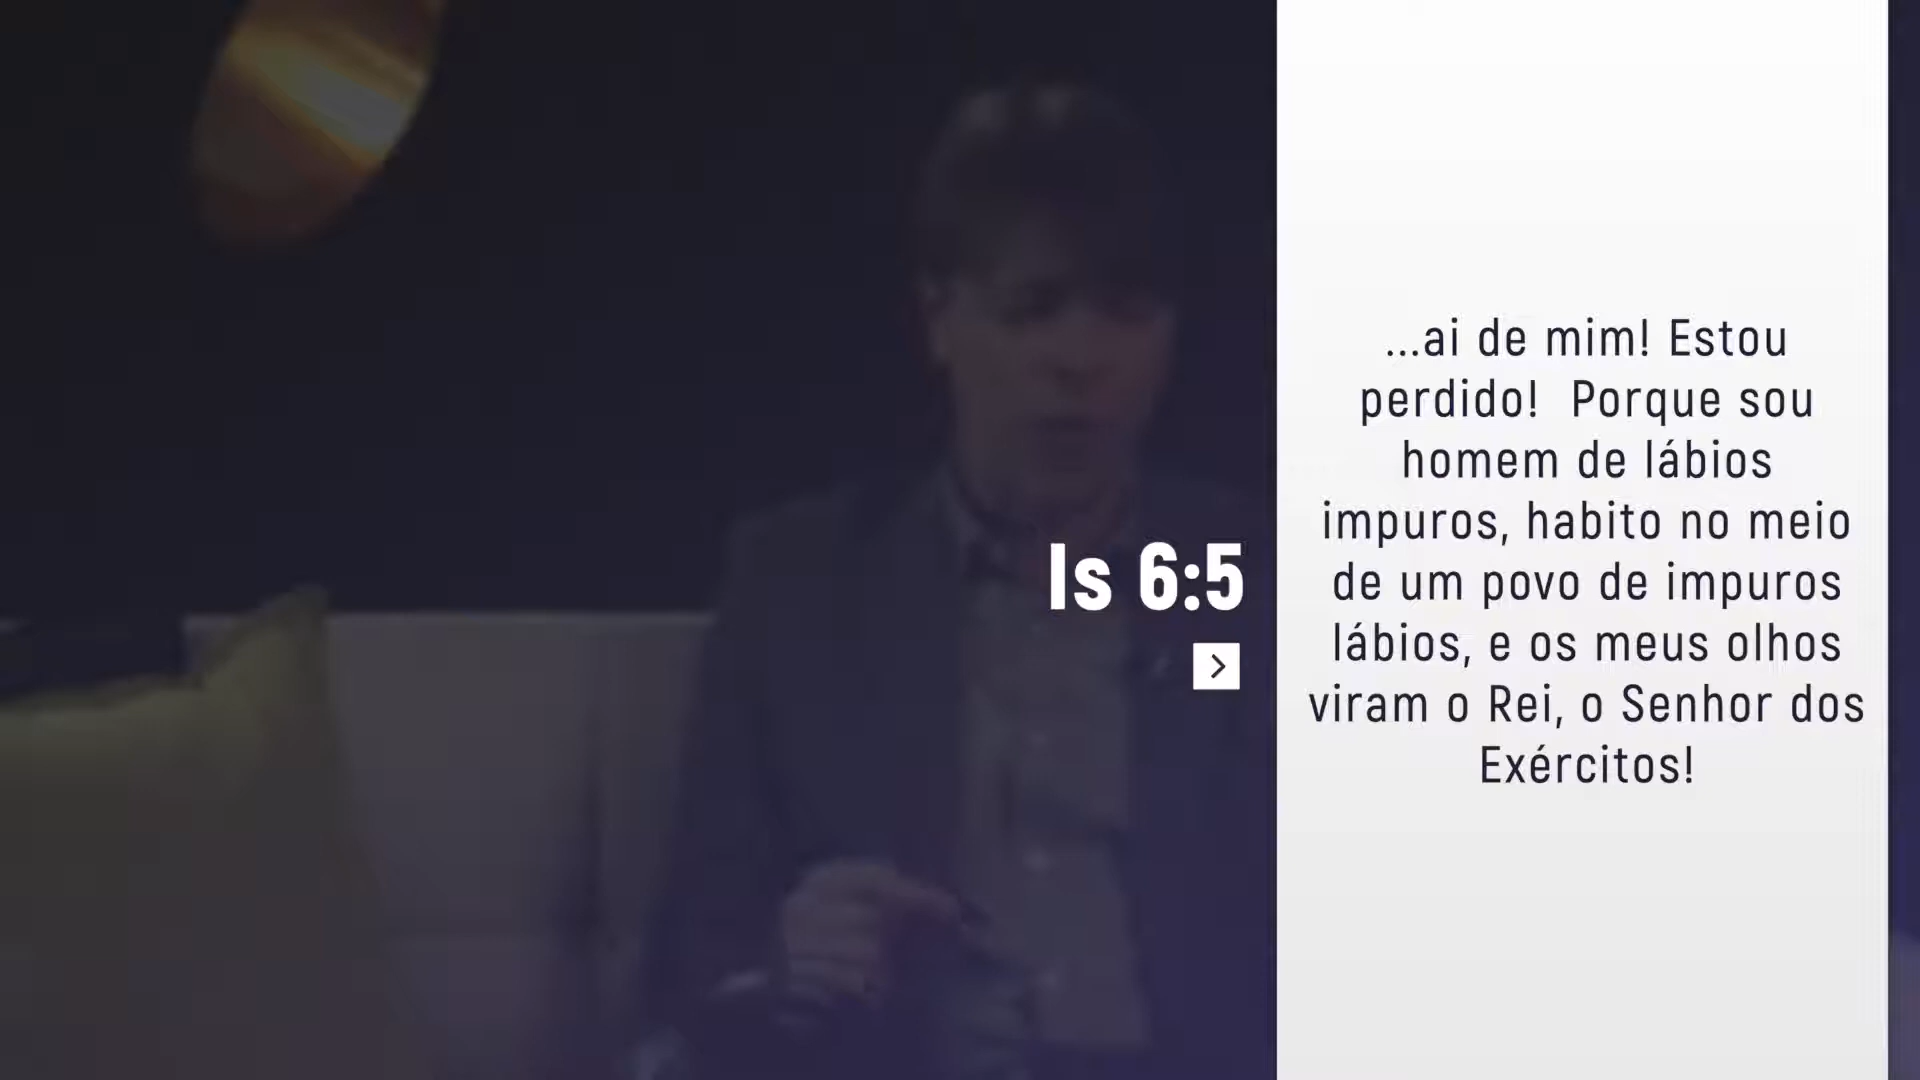 Is 6:5
...ai de mim! Estou
perdido!  Porque sou
homem de lábios
impuros, habito no meio
de um povo de impuros
lábios, e os meus olhos
viram o Rei, o Senhor dos
Exércitos!